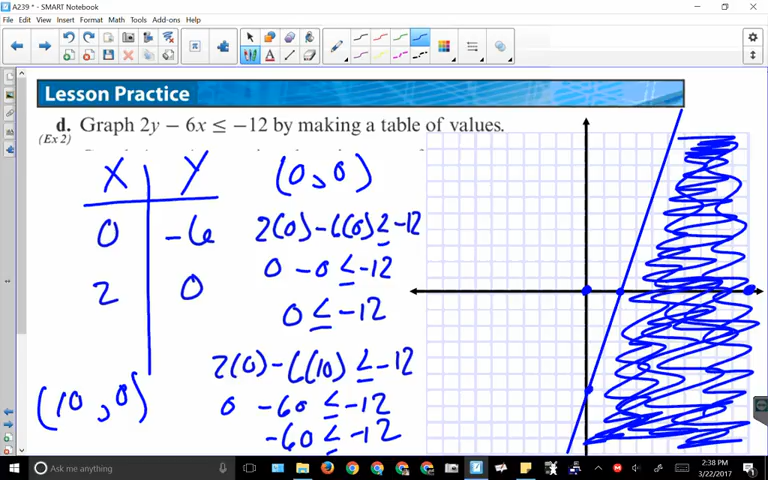 A239 * - SMART Notebook
File Edit View Insert Format Math Tools Add-ons Help
Lesson Practice
d. Graph 2y − 6x ≤ −12 by making a table of values.
(Ex 2)
X Y (0,0)
0 -6 2(0)-6(0)≤-12
0 -0≤-12
2 0
0≤-12
2(0)-6(10)≤-12
(10,0)
0 -60≤-12
-60≤-12
Ask me anything
2:38 PM
3/22/2017